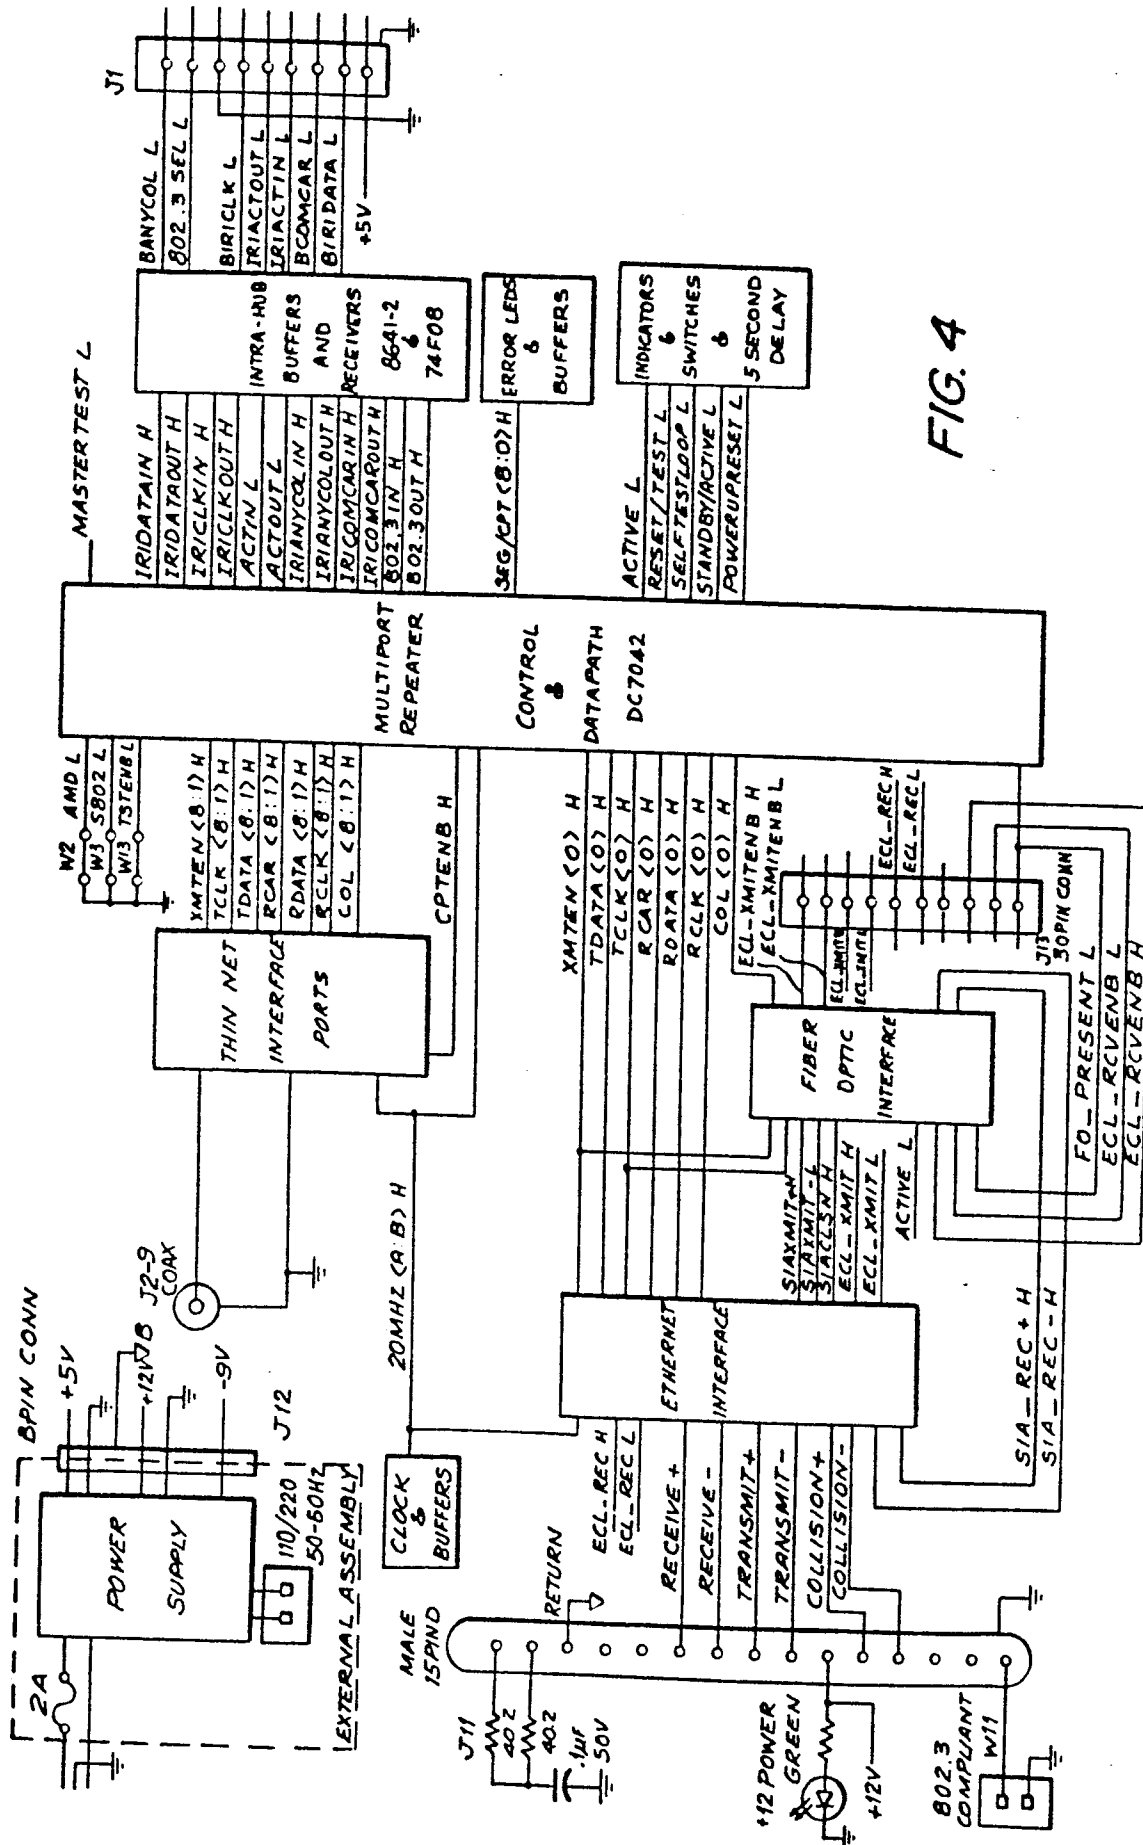 J1
BANYCOL L
802.3 SEL L
BIRICLK L
IRIACTOUT L
IRIACTIN L
BCOMCAR L
BIRIDATA L
+5V
INTRA-HUB
BUFFERS
AND
RECEIVERS
8641-2
&
74F08
ERROR LEDS
&
BUFFERS
INDICATORS
&
SWITCHES
&
5 SECOND
DELAY
FIG. 4
MASTERTEST L
IRIDATAIN H
IRIDATAOUT H
IRICLKIN H
IRICLKOUT H
ACTIN L
ACTOUT L
IRIANYCOLIN H
IRIANYCOLOUT H
IRICOMCARIN H
IRICOMCAROUT H
802.3 IN H
802.3 OUT H
SEG/CPT <8:0> H
ACTIVE L
RESET/TEST L
SELFTESTLOOP L
STANDBY/ACTIVE L
POWERUPRESET L
MULTIPORT
REPEATER
CONTROL
&
DATAPATH
DC7042
W2 AMD L
W3 S802 L
W13 TSTENB L
XMTEN <8:1> H
TCLK <8:1> H
TDATA <8:1> H
RCAR <8:1> H
RDATA <8:1> H
RCLK <8:1> H
COL <8:1> H
CPTENB H
XMTEN <0> H
TDATA <0> H
TCLK <0> H
RCAR <0> H
RDATA <0> H
RCLK <0> H
COL <0> H
ECL-XMITENB H
ECL-XMITENB L
ECL_REC H
ECL_REC L
J13
30PIN CONN
THIN NET
INTERFACE
PORTS
FIBER
OPTIC
INTERFACE
FO_PRESENT L
ECL_RCVENB L
ECL_RCVENB H
J2-9
COAX
20MHZ <A:B> H
SIAXMIT+H
SIAXMIT-L
SIACLSN H
ECL_XMIT H
ECL_XMIT L
ACTIVE L
ETHERNET
INTERFACE
SIA_REC+H
SIA_REC-H
8PIN CONN
+5V
+12V B
-9V
J12
POWER
SUPPLY
110/220
50-60HZ
2A
EXTERNAL ASSEMBLY
CLOCK
&
BUFFERS
ECL_REC H
ECL_REC L
RECEIVE+
RECEIVE-
TRANSMIT+
TRANSMIT-
COLLISION+
COLLISION-
RETURN
MALE
15PIND
J11
40.2
40.2
.1μF
50V
+12 POWER
GREEN
+12V
802.3
COMPLIANT
W11